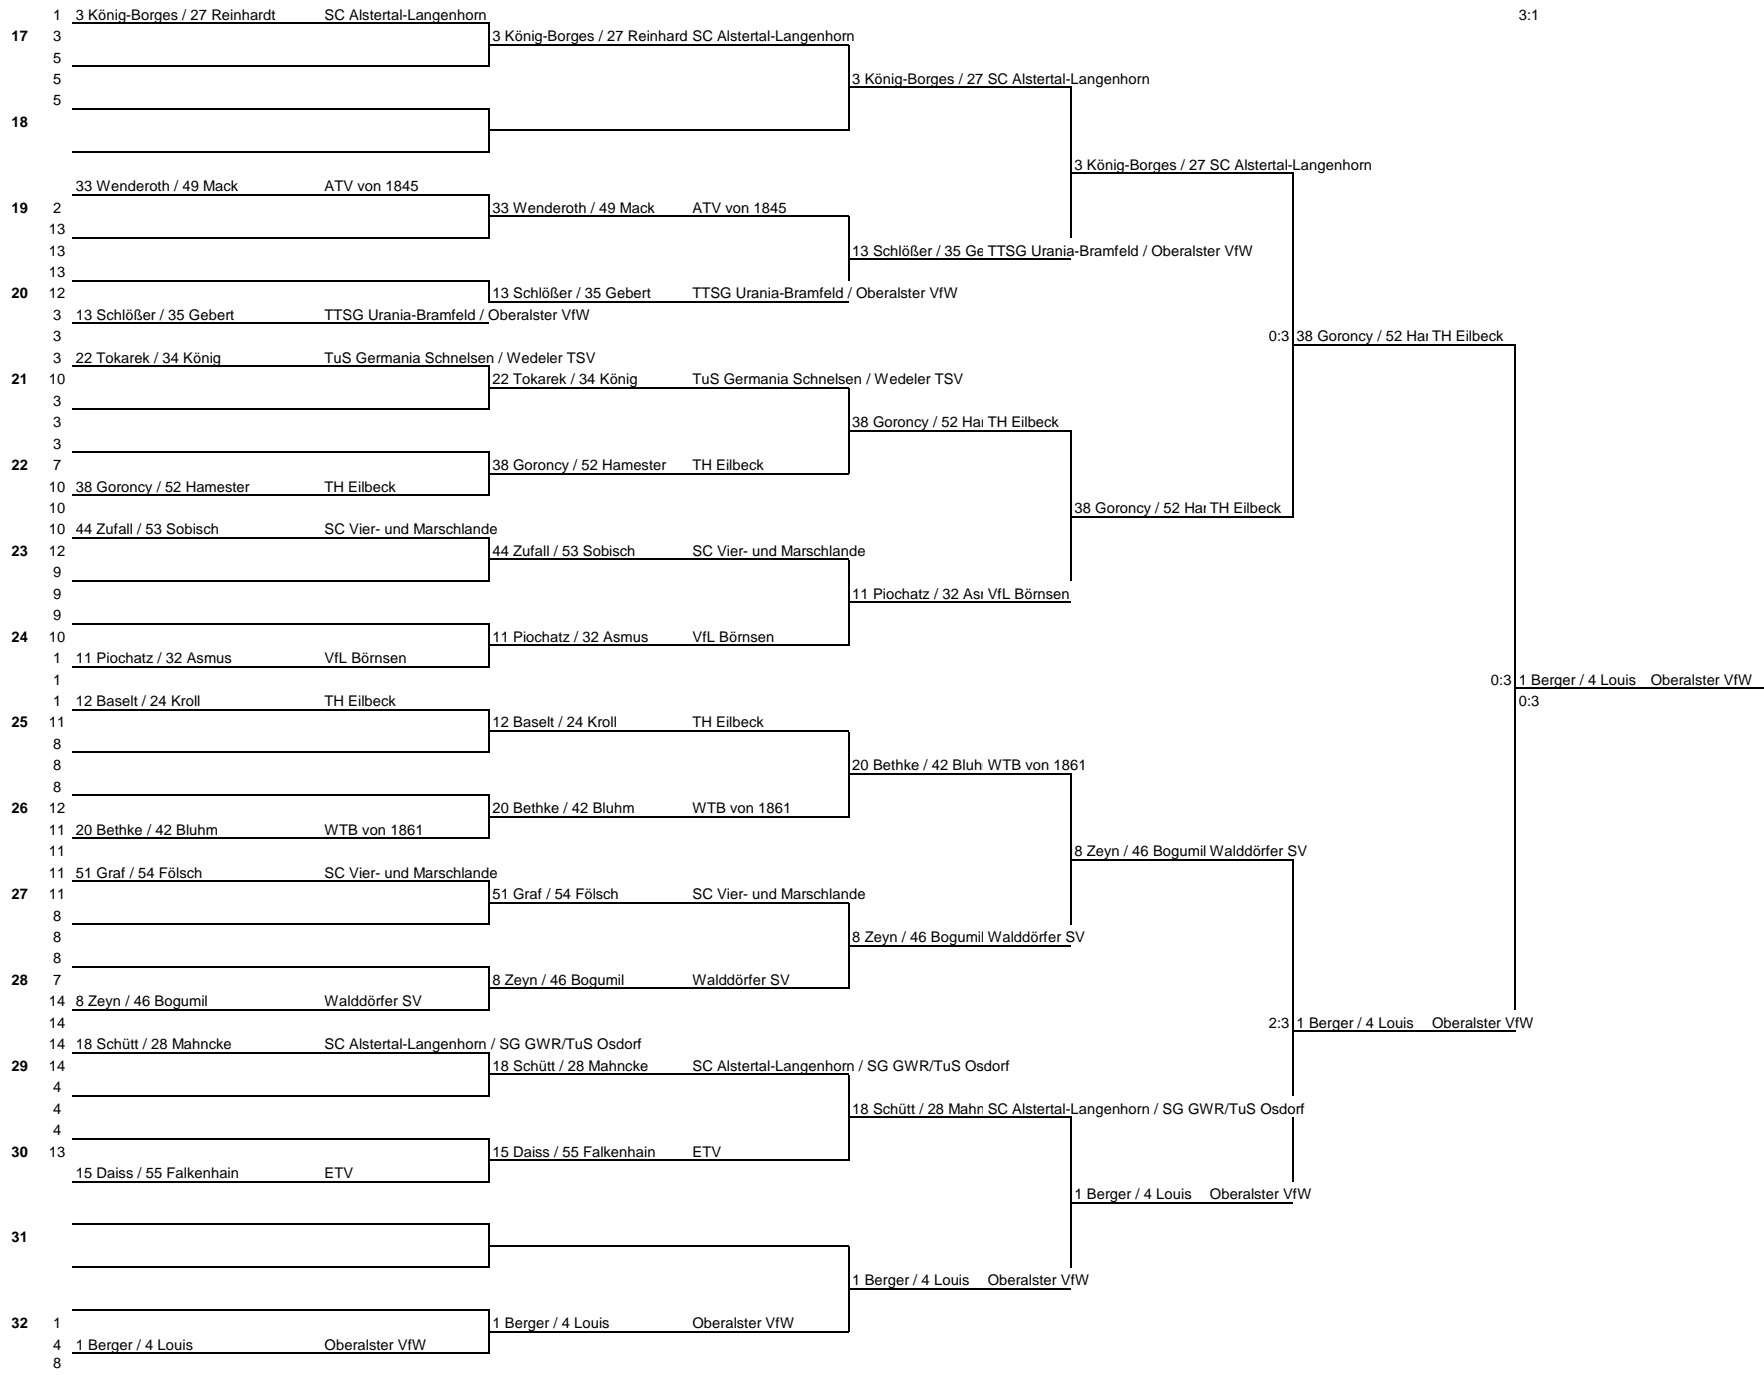 1 3 König-Borges / 27 Reinhardt SC Alstertal-Langenhorn 3:1
17 3 3 König-Borges / 27 Reinhard SC Alstertal-Langenhorn
5
5 3 König-Borges / 27 SC Alstertal-Langenhorn
5
18
3 König-Borges / 27 SC Alstertal-Langenhorn
33 Wenderoth / 49 Mack ATV von 1845
19 2 33 Wenderoth / 49 Mack ATV von 1845
13
13 13 Schlößer / 35 Ge TTSG Urania-Bramfeld / Oberalster VfW
13
20 12 13 Schlößer / 35 Gebert TTSG Urania-Bramfeld / Oberalster VfW
3 13 Schlößer / 35 Gebert TTSG Urania-Bramfeld / Oberalster VfW
3 0:3 38 Goroncy / 52 Har TH Eilbeck
3 22 Tokarek / 34 König TuS Germania Schnelsen / Wedeler TSV
21 10 22 Tokarek / 34 König TuS Germania Schnelsen / Wedeler TSV
3
3 38 Goroncy / 52 Har TH Eilbeck
3
22 7 38 Goroncy / 52 Hamester TH Eilbeck
10 38 Goroncy / 52 Hamester TH Eilbeck
10 38 Goroncy / 52 Har TH Eilbeck
10 44 Zufall / 53 Sobisch SC Vier- und Marschlande
23 12 44 Zufall / 53 Sobisch SC Vier- und Marschlande
9
9 11 Piochatz / 32 Asr VfL Börnsen
9
24 10 11 Piochatz / 32 Asmus VfL Börnsen
1 11 Piochatz / 32 Asmus VfL Börnsen
1 0:3 1 Berger / 4 Louis Oberalster VfW
1 12 Baselt / 24 Kroll TH Eilbeck 0:3
25 11 12 Baselt / 24 Kroll TH Eilbeck
8
8 20 Bethke / 42 Bluh WTB von 1861
8
26 12 20 Bethke / 42 Bluhm WTB von 1861
11 20 Bethke / 42 Bluhm WTB von 1861
11 8 Zeyn / 46 Bogumil Walddörfer SV
11 51 Graf / 54 Fölsch SC Vier- und Marschlande
27 11 51 Graf / 54 Fölsch SC Vier- und Marschlande
8
8 8 Zeyn / 46 Bogumil Walddörfer SV
8
28 7 8 Zeyn / 46 Bogumil Walddörfer SV
14 8 Zeyn / 46 Bogumil Walddörfer SV
14 2:3 1 Berger / 4 Louis Oberalster VfW
14 18 Schütt / 28 Mahncke SC Alstertal-Langenhorn / SG GWR/TuS Osdorf
29 14 18 Schütt / 28 Mahncke SC Alstertal-Langenhorn / SG GWR/TuS Osdorf
4
4 18 Schütt / 28 Mahn SC Alstertal-Langenhorn / SG GWR/TuS Osdorf
4
30 13 15 Daiss / 55 Falkenhain ETV
15 Daiss / 55 Falkenhain ETV
1 Berger / 4 Louis Oberalster VfW
31
1 Berger / 4 Louis Oberalster VfW
32 1 1 Berger / 4 Louis Oberalster VfW
4 1 Berger / 4 Louis Oberalster VfW
8